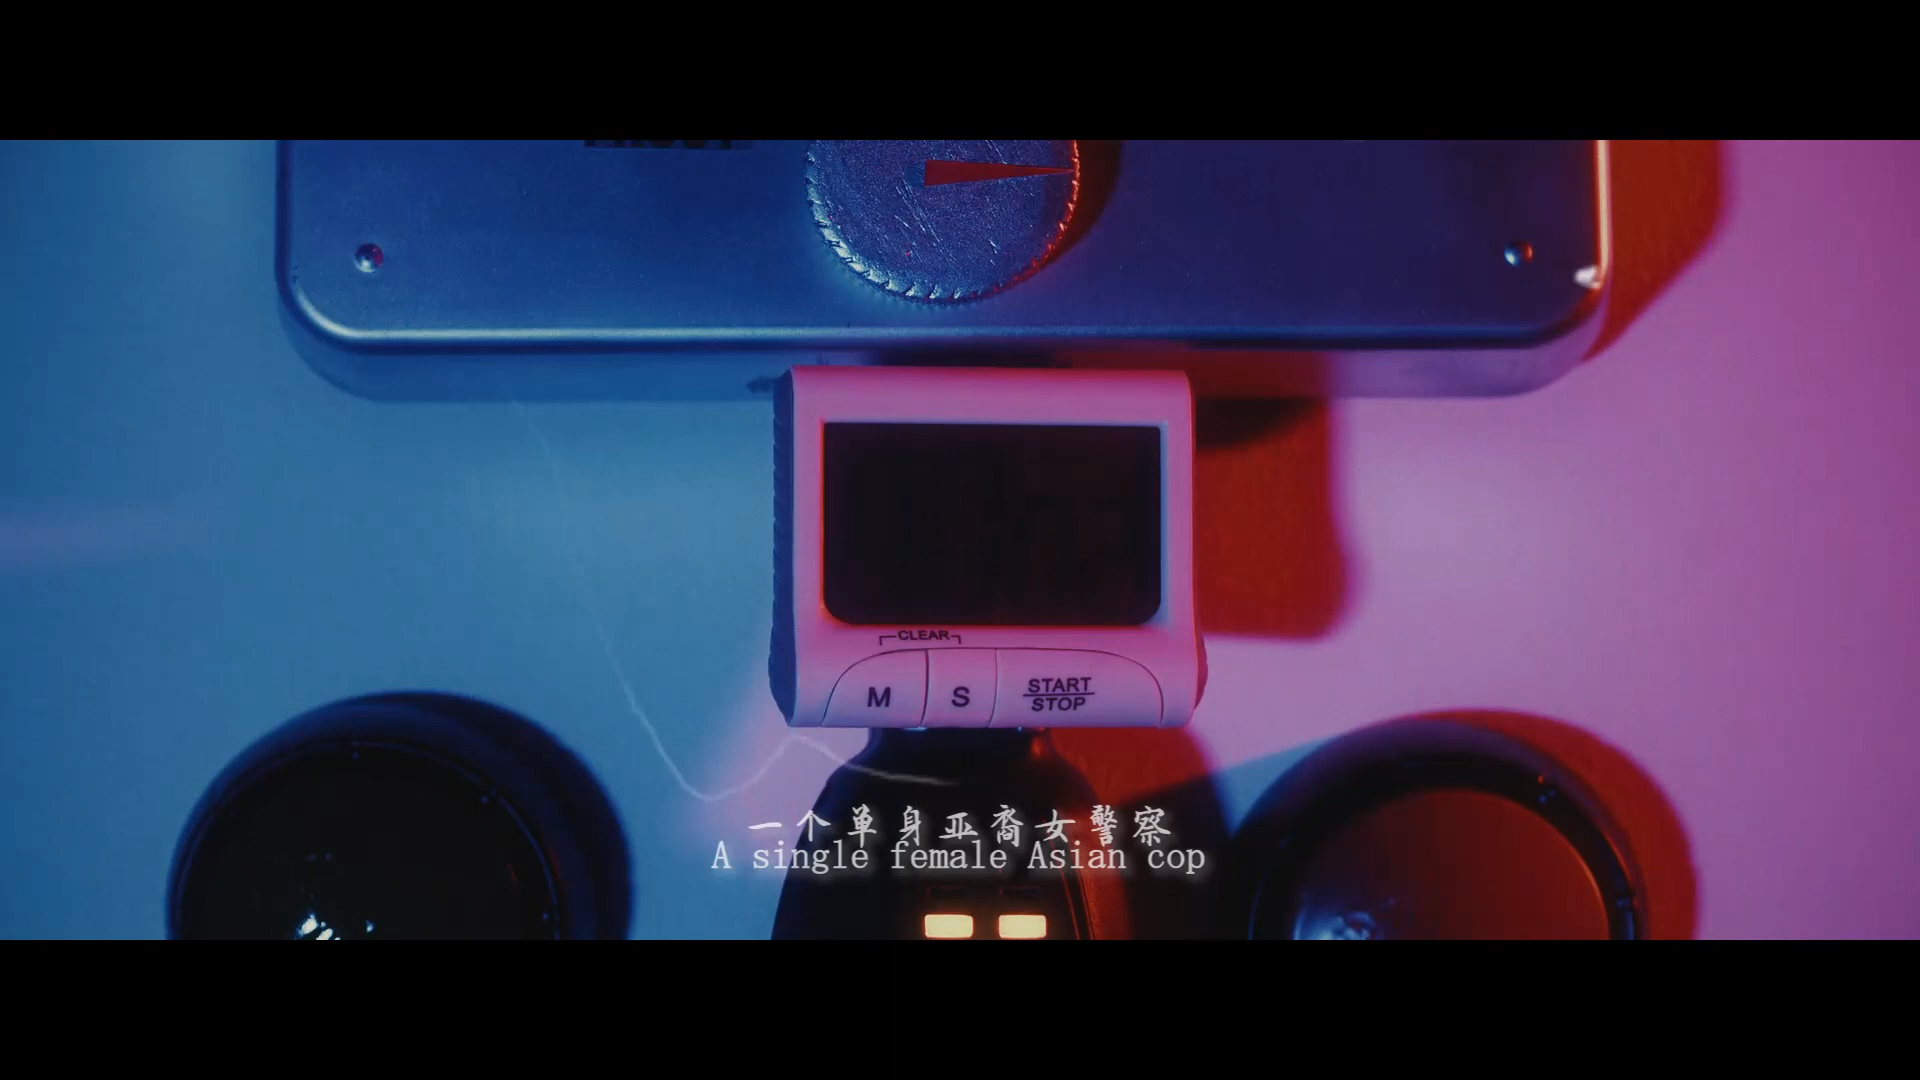 CLEAR
M S START
STOP
一个单身亚裔女警察
A single female Asian cop